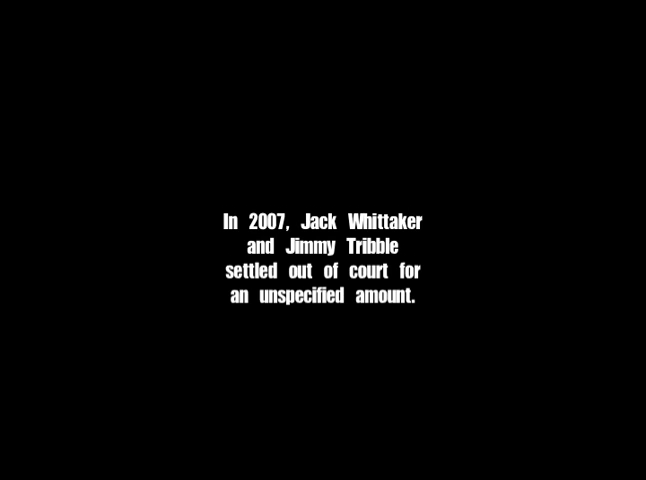 In 2007, Jack Whittaker
and Jimmy Tribble
settled out of court for
an unspecified amount.